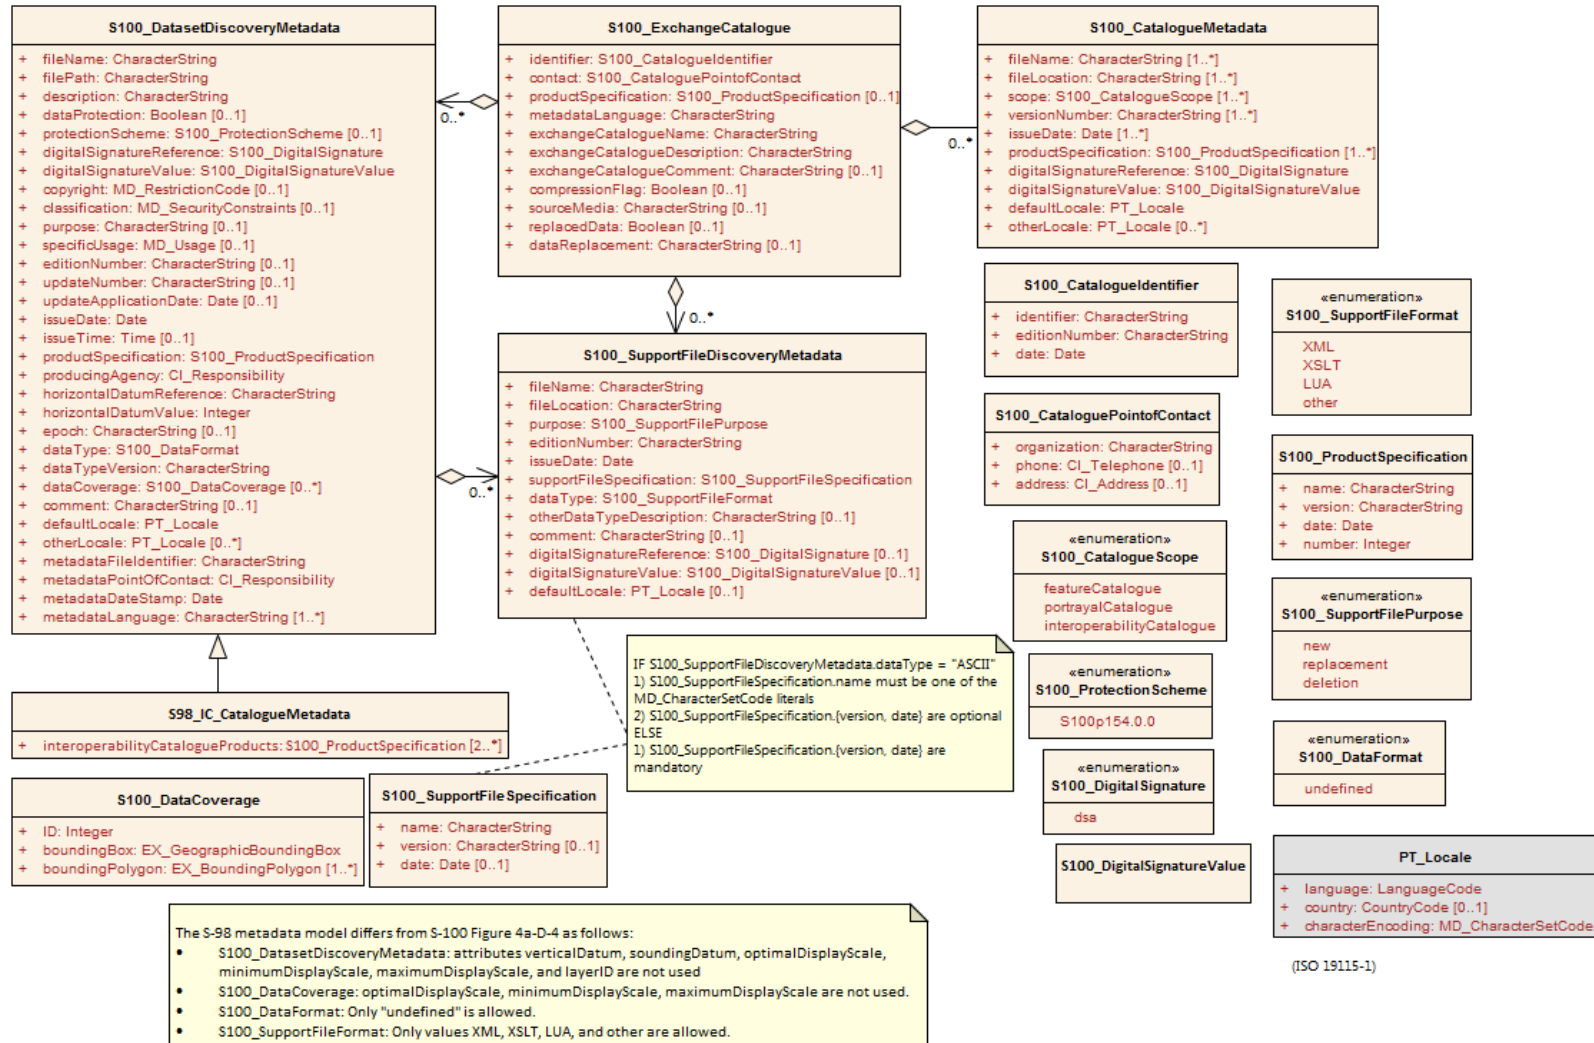 S100_DatasetDiscoveryMetadata
+ fileName: CharacterString
+ filePath: CharacterString
+ description: CharacterString
+ dataProtection: Boolean [0..1]
+ protectionScheme: S100_ProtectionScheme [0..1]
+ digitalSignatureReference: S100_DigitalSignature
+ digitalSignatureValue: S100_DigitalSignatureValue
+ copyright: MD_RestrictionCode [0..1]
+ classification: MD_SecurityConstraints [0..1]
+ purpose: CharacterString [0..1]
+ specificUsage: MD_Usage [0..1]
+ editionNumber: CharacterString [0..1]
+ updateNumber: CharacterString [0..1]
+ updateApplicationDate: Date [0..1]
+ issueDate: Date
+ issueTime: Time [0..1]
+ productSpecification: S100_ProductSpecification
+ producingAgency: CI_Responsibility
+ horizontalDatumReference: CharacterString
+ horizontalDatumValue: Integer
+ epoch: CharacterString [0..1]
+ dataType: S100_DataFormat
+ dataTypeVersion: CharacterString
+ dataCoverage: S100_DataCoverage [0..*]
+ comment: CharacterString [0..1]
+ defaultLocale: PT_Locale
+ otherLocale: PT_Locale [0..*]
+ metadataFileIdentifier: CharacterString
+ metadataPointOfContact: CI_Responsibility
+ metadataDateStamp: Date
+ metadataLanguage: CharacterString [1..*]
0..*
S100_ExchangeCatalogue
+ identifier: S100_CatalogueIdentifier
+ contact: S100_CataloguePointofContact
+ productSpecification: S100_ProductSpecification [0..1]
+ metadataLanguage: CharacterString
+ exchangeCatalogueName: CharacterString
+ exchangeCatalogueDescription: CharacterString
+ exchangeCatalogueComment: CharacterString [0..1]
+ compressionFlag: Boolean [0..1]
+ sourceMedia: CharacterString [0..1]
+ replacedData: Boolean [0..1]
+ dataReplacement: CharacterString [0..1]
0..*
S100_CatalogueMetadata
+ fileName: CharacterString [1..*]
+ fileLocation: CharacterString [1..*]
+ scope: S100_CatalogueScope [1..*]
+ versionNumber: CharacterString [1..*]
+ issueDate: Date [1..*]
+ productSpecification: S100_ProductSpecification [1..*]
+ digitalSignatureReference: S100_DigitalSignature
+ digitalSignatureValue: S100_DigitalSignatureValue
+ defaultLocale: PT_Locale
+ otherLocale: PT_Locale [0..*]
0..*
S100_SupportFileDiscoveryMetadata
+ fileName: CharacterString
+ fileLocation: CharacterString
+ purpose: S100_SupportFilePurpose
+ editionNumber: CharacterString
+ issueDate: Date
+ supportFileSpecification: S100_SupportFileSpecification
+ dataType: S100_SupportFileFormat
+ otherDataTypeDescription: CharacterString [0..1]
+ comment: CharacterString [0..1]
+ digitalSignatureReference: S100_DigitalSignature [0..1]
+ digitalSignatureValue: S100_DigitalSignatureValue [0..1]
+ defaultLocale: PT_Locale [0..1]
0..*
S100_CatalogueIdentifier
+ identifier: CharacterString
+ editionNumber: CharacterString
+ date: Date
«enumeration»
S100_SupportFileFormat
XML
XSLT
LUA
other
S100_CataloguePointofContact
+ organization: CharacterString
+ phone: CI_Telephone [0..1]
+ address: CI_Address [0..1]
S100_ProductSpecification
+ name: CharacterString
+ version: CharacterString
+ date: Date
+ number: Integer
«enumeration»
S100_CatalogueScope
featureCatalogue
portrayalCatalogue
interoperabilityCatalogue
«enumeration»
S100_SupportFilePurpose
new
replacement
deletion
S98_IC_CatalogueMetadata
+ interoperabilityCatalogueProducts: S100_ProductSpecification [2..*]
IF S100_SupportFileDiscoveryMetadata.dataType = "ASCII"
1) S100_SupportFileSpecification.name must be one of the
MD_CharacterSetCode literals
2) S100_SupportFileSpecification.{version, date} are optional
ELSE
1) S100_SupportFileSpecification.{version, date} are
mandatory
«enumeration»
S100_ProtectionScheme
S100p154.0.0
«enumeration»
S100_DataFormat
undefined
S100_DataCoverage
+ ID: Integer
+ boundingBox: EX_GeographicBoundingBox
+ boundingPolygon: EX_BoundingPolygon [1..*]
S100_SupportFileSpecification
+ name: CharacterString
+ version: CharacterString [0..1]
+ date: Date [0..1]
«enumeration»
S100_DigitalSignature
dsa
S100_DigitalSignatureValue
PT_Locale
+ language: LanguageCode
+ country: CountryCode [0..1]
+ characterEncoding: MD_CharacterSetCode
(ISO 19115-1)
The S-98 metadata model differs from S-100 Figure 4a-D-4 as follows:
• S100_DatasetDiscoveryMetadata: attributes verticalDatum, soundingDatum, optimalDisplayScale,
minimumDisplayScale, maximumDisplayScale, and layerID are not used
• S100_DataCoverage: optimalDisplayScale, minimumDisplayScale, maximumDisplayScale are not used.
• S100_DataFormat: Only "undefined" is allowed.
• S100_SupportFileFormat: Only values XML, XSLT, LUA, and other are allowed.